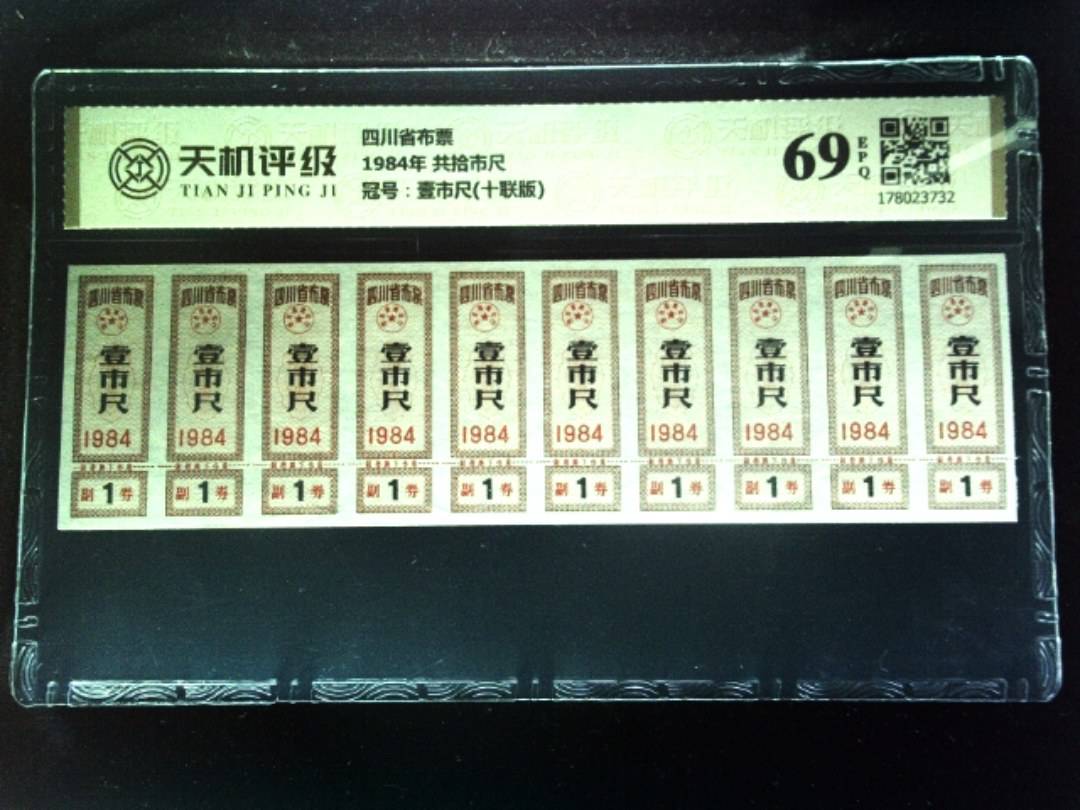 天机评级
TIAN JI PING JI
四川省布票
1984年 共拾市尺
冠号：壹市尺(十联版)
69
EPQ
178023732
四川省布票 四川省布票 四川省布票 四川省布票 四川省布票 四川省布票 四川省布票 四川省布票 四川省布票 四川省布票
壹市尺 壹市尺 壹市尺 壹市尺 壹市尺 壹市尺 壹市尺 壹市尺 壹市尺 壹市尺
1984 1984 1984 1984 1984 1984 1984 1984 1984 1984
副1券 副1券 副1券 副1券 副1券 副1券 副1券 副1券 副1券 副1券